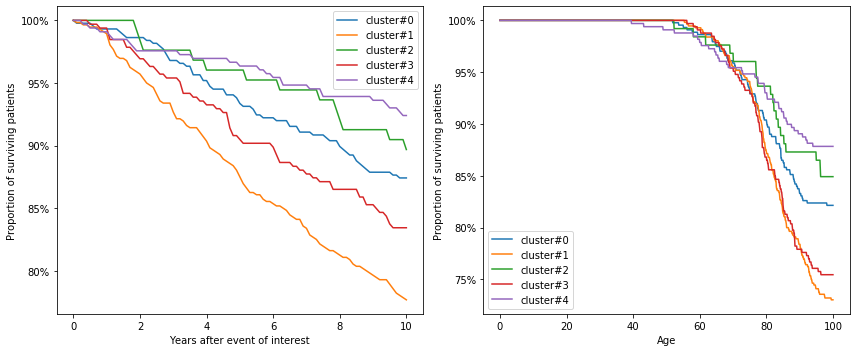 Proportion of surviving patients
100%
95%
90%
85%
80%
0
2
4
6
8
10
Years after event of interest
cluster#0
cluster#1
cluster#2
cluster#3
cluster#4
Proportion of surviving patients
100%
95%
90%
85%
80%
75%
0
20
40
60
80
100
Age
cluster#0
cluster#1
cluster#2
cluster#3
cluster#4